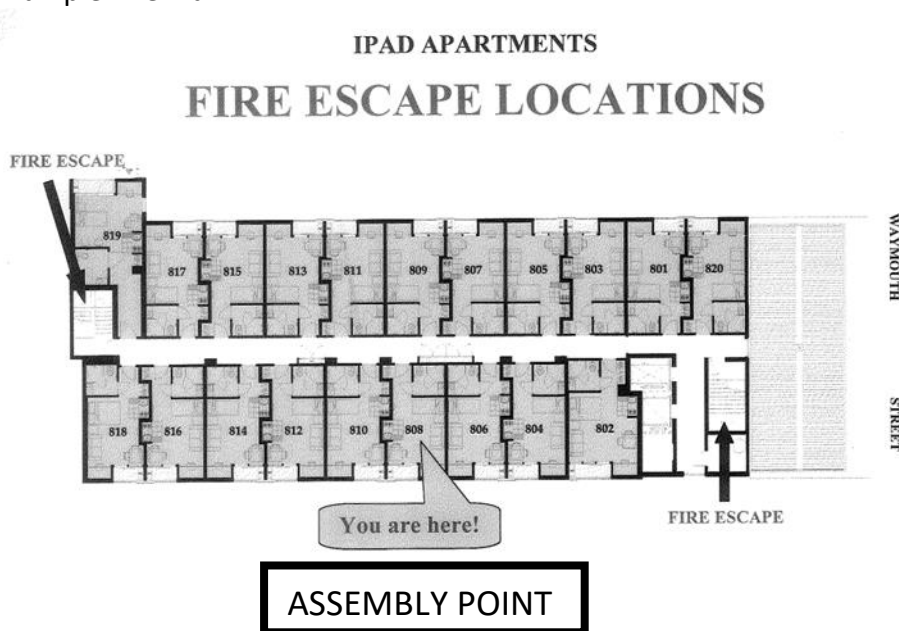 IPAD APARTMENTS
FIRE ESCAPE LOCATIONS
FIRE ESCAPE
819
817 815 813 811 809 807 805 803 801 820
WAYMOUTH
STREET
818 816 814 812 810 808 806 804 802
You are here!
FIRE ESCAPE
ASSEMBLY POINT